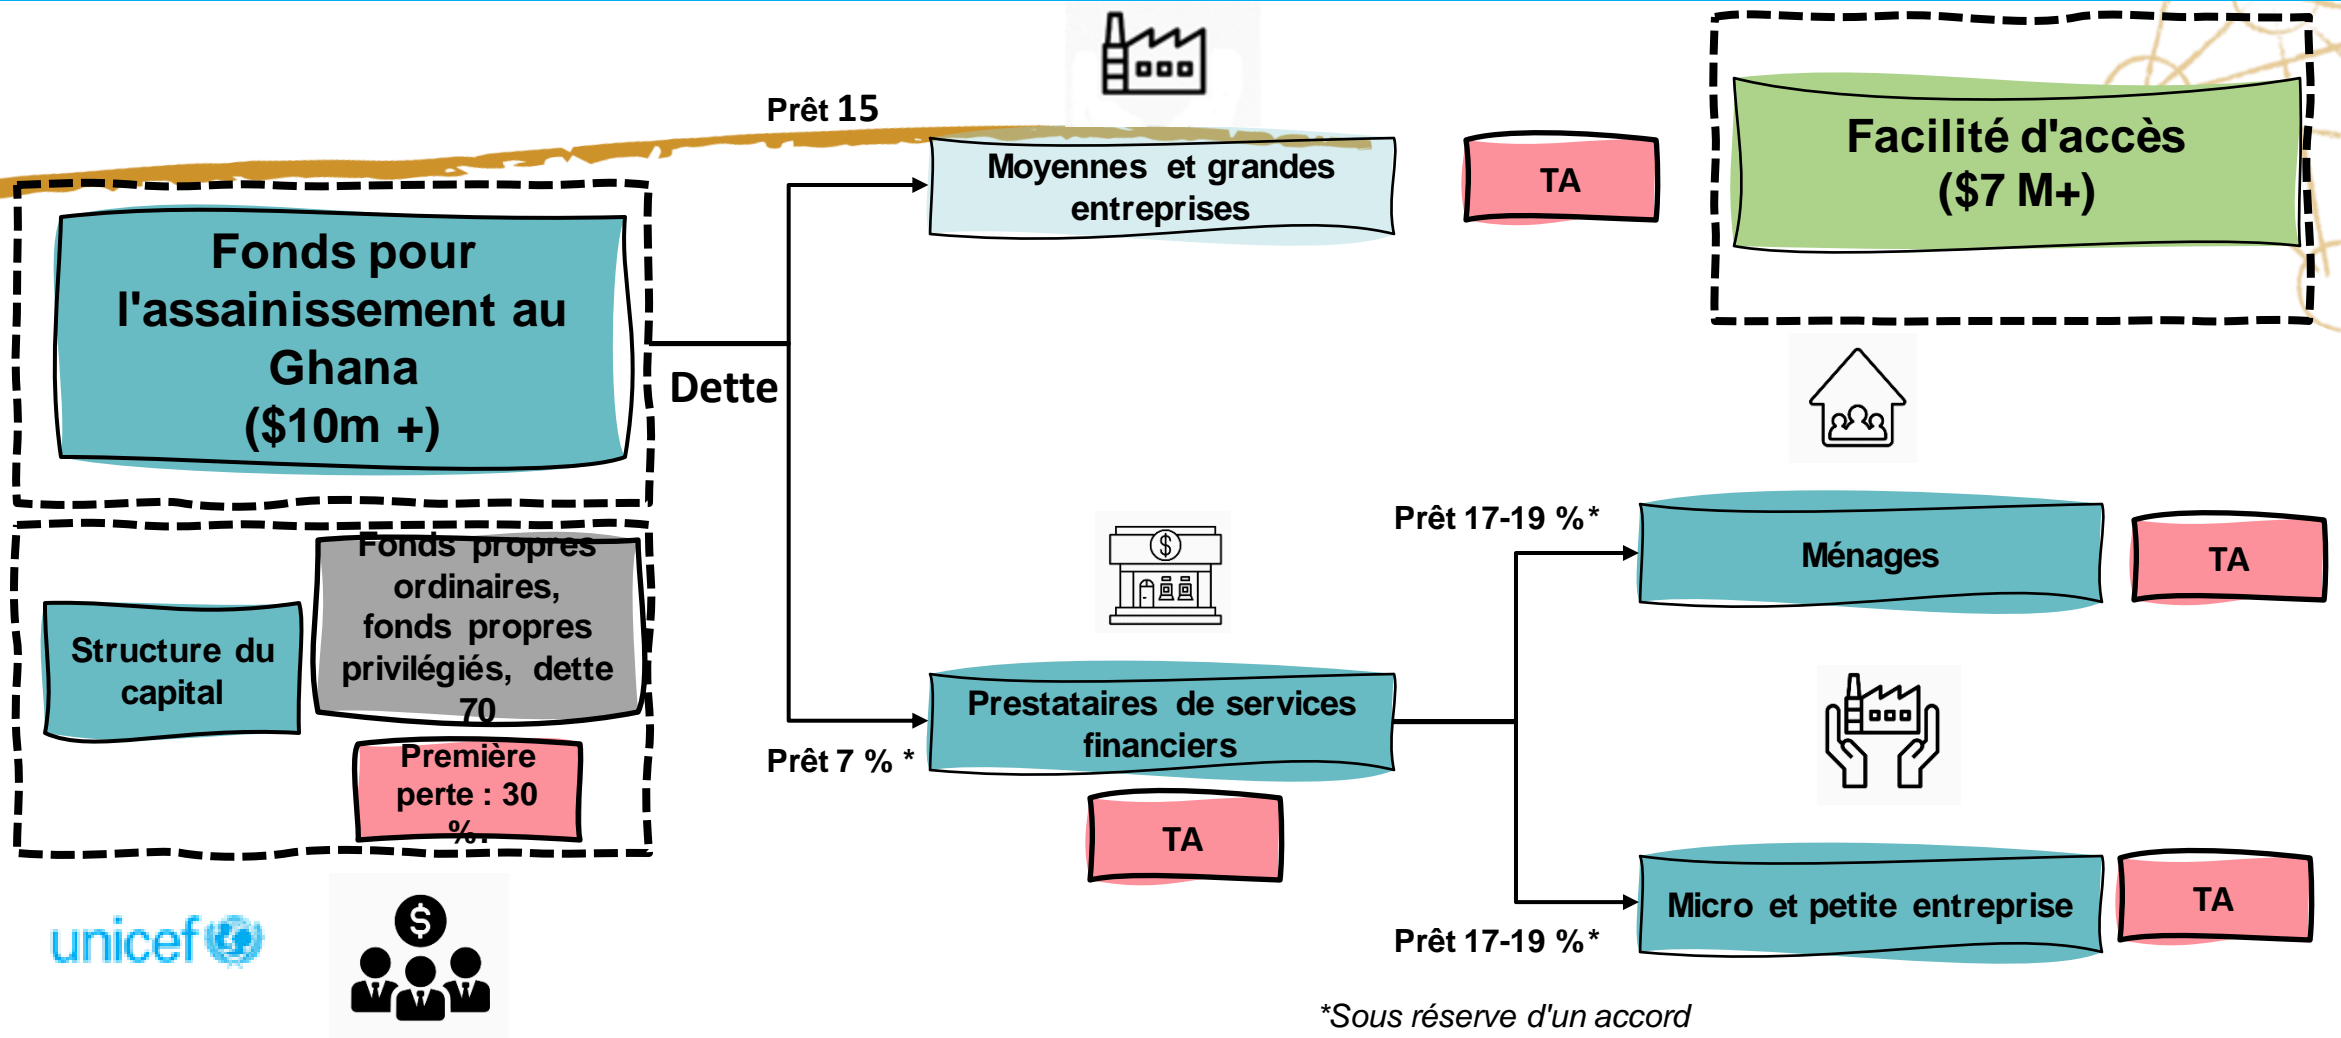 Prêt 15
Moyennes et grandes
entreprises
TA
Facilité d'accès
($7 M+)
Fonds pour
l'assainissement au
Ghana
($10m +)
Dette
Structure du
capital
Fonds propres
ordinaires,
fonds propres
privilégiés, dette
70
Première
perte : 30
%.
$
Prestataires de services
financiers
Prêt 7 % *
TA
Prêt 17-19 %*
Ménages
TA
Prêt 17-19 %*
Micro et petite entreprise
TA
unicef
$
*Sous réserve d'un accord